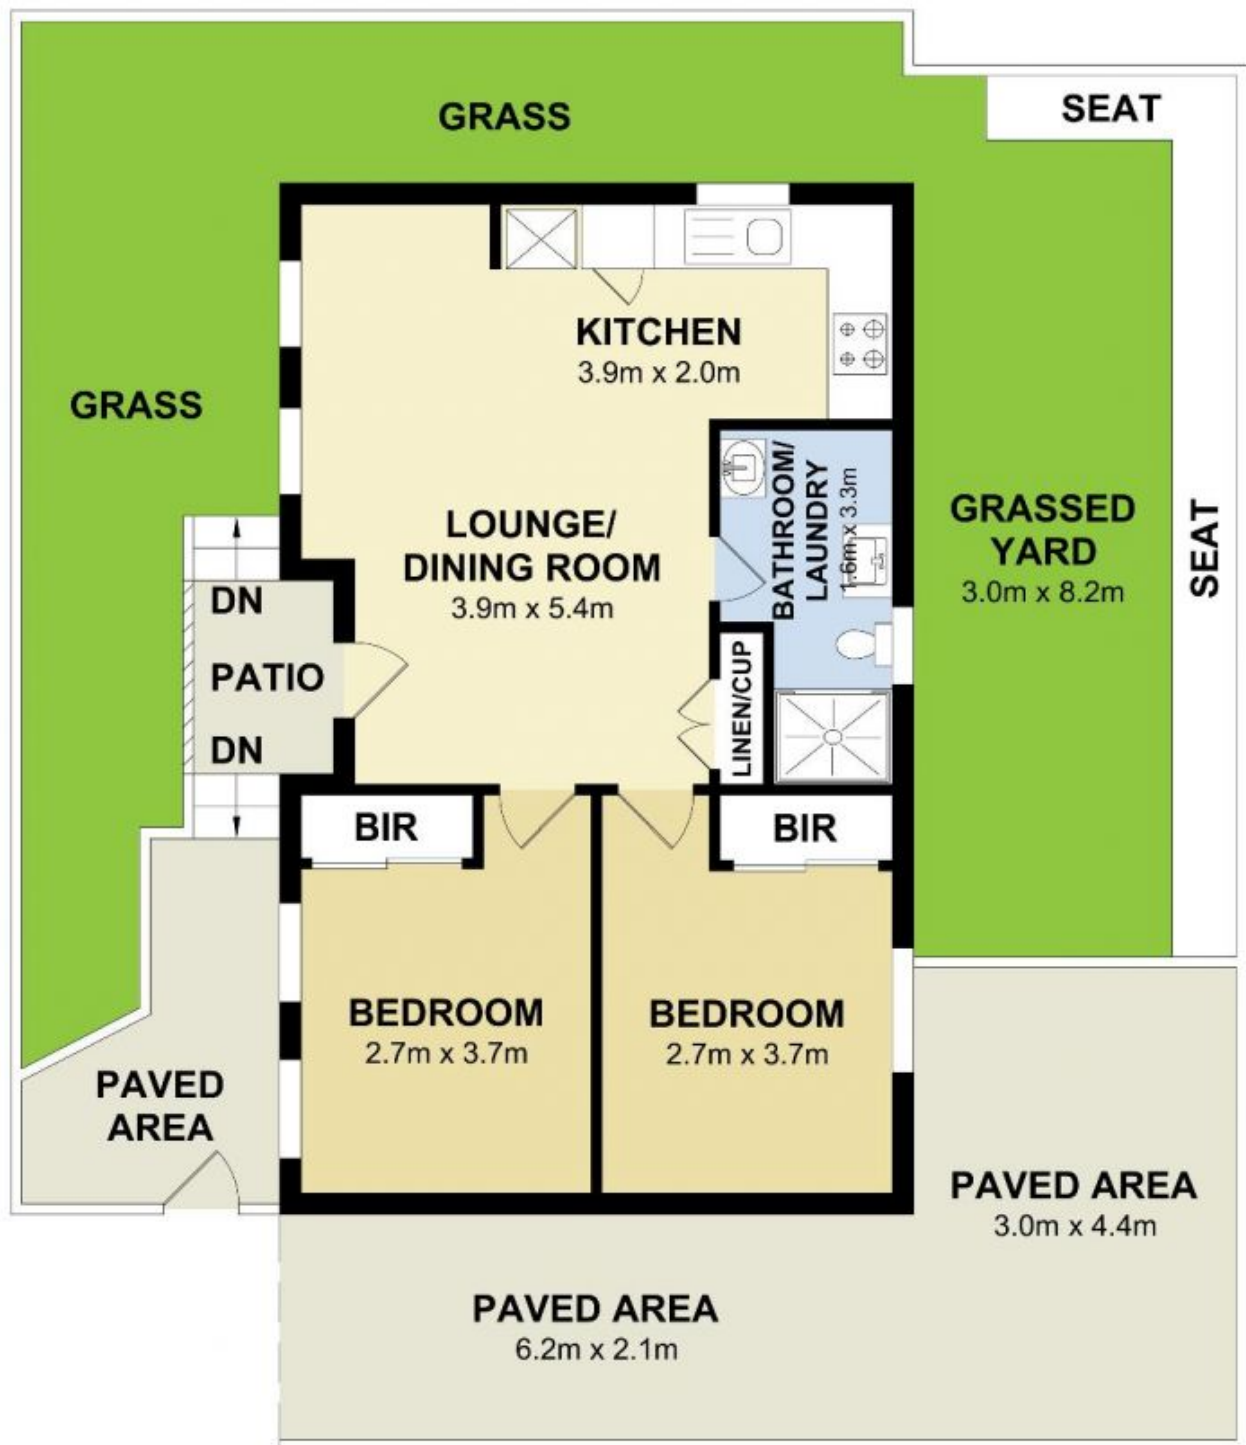 GRASS
SEAT
KITCHEN
3.9m x 2.0m
GRASS
BATHROOM/
LAUNDRY
1.6m x 3.3m
LOUNGE/
DINING ROOM
3.9m x 5.4m
GRASSED
YARD
3.0m x 8.2m
SEAT
DN
PATIO
DN
LINEN/CUP
BIR
BIR
BEDROOM
2.7m x 3.7m
BEDROOM
2.7m x 3.7m
PAVED
AREA
PAVED AREA
3.0m x 4.4m
PAVED AREA
6.2m x 2.1m